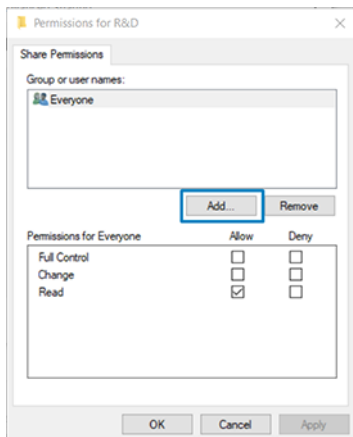 Permissions for R&D
Share Permissions
Group or user names:
Everyone
Add...
Remove
Permissions for Everyone Allow Deny
Full Control
Change
Read
OK Cancel Apply